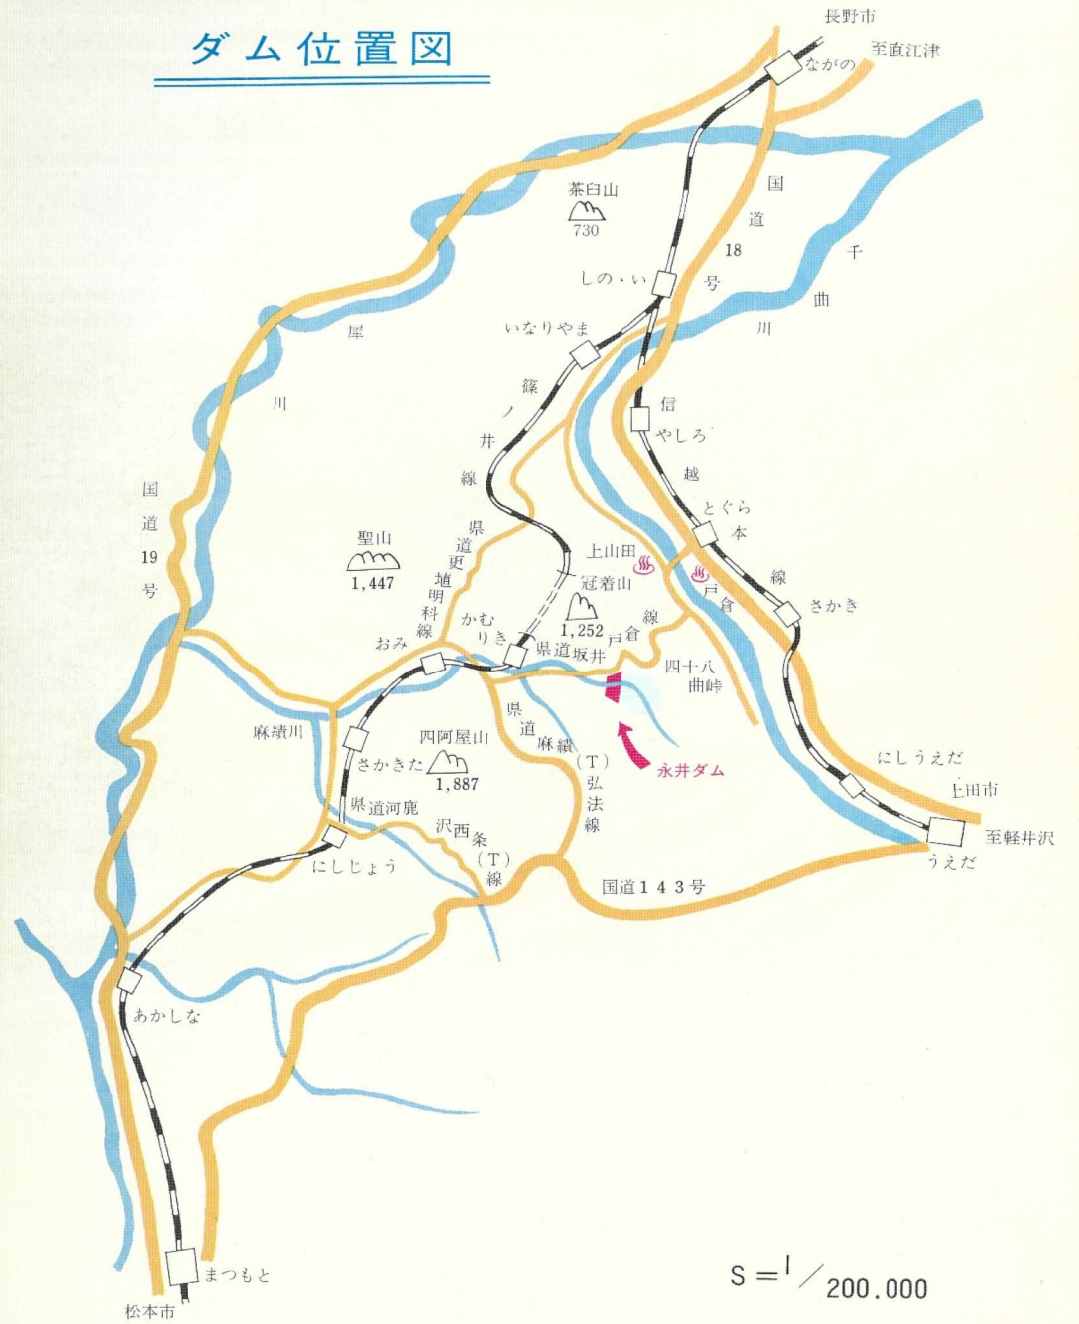 ダム位置図
長野市
ながの
至直江津
茶臼山
730
国道18号
千曲川
しの・い
いなりやま
犀川
篠ノ井線
信越本線
やしろ
とぐら
国道19号
聖山
1,447
県道更埴明科線
上山田
戸倉
冠着山
1,252
さかき
おみ
かむりき
県道坂井戸倉線
四十八
曲峠
麻績川
県道麻績(T)弘法線
永井ダム
四阿屋山
1,887
さかきた
にしうえだ
上田市
至軽井沢
うえだ
県道河鹿沢西条(T)線
にしじょう
国道143号
あかしな
まつもと
松本市
S=1/200.000